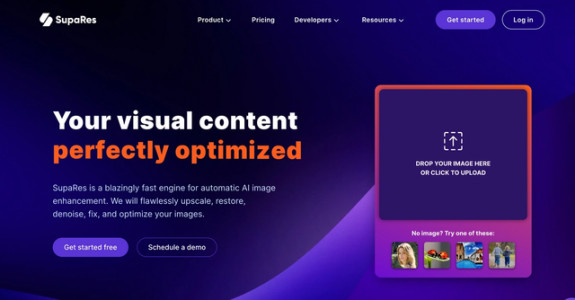 SupaRes
Product
Pricing
Developers
Resources
Get started
Log in
Your visual content
perfectly optimized
SupaRes is a blazingly fast engine for automatic AI image
enhancement. We will flawlessly upscale, restore,
denoise, fix, and optimize your images.
Get started free
Schedule a demo
DROP YOUR IMAGE HERE
OR CLICK TO UPLOAD
No image? Try one of these: